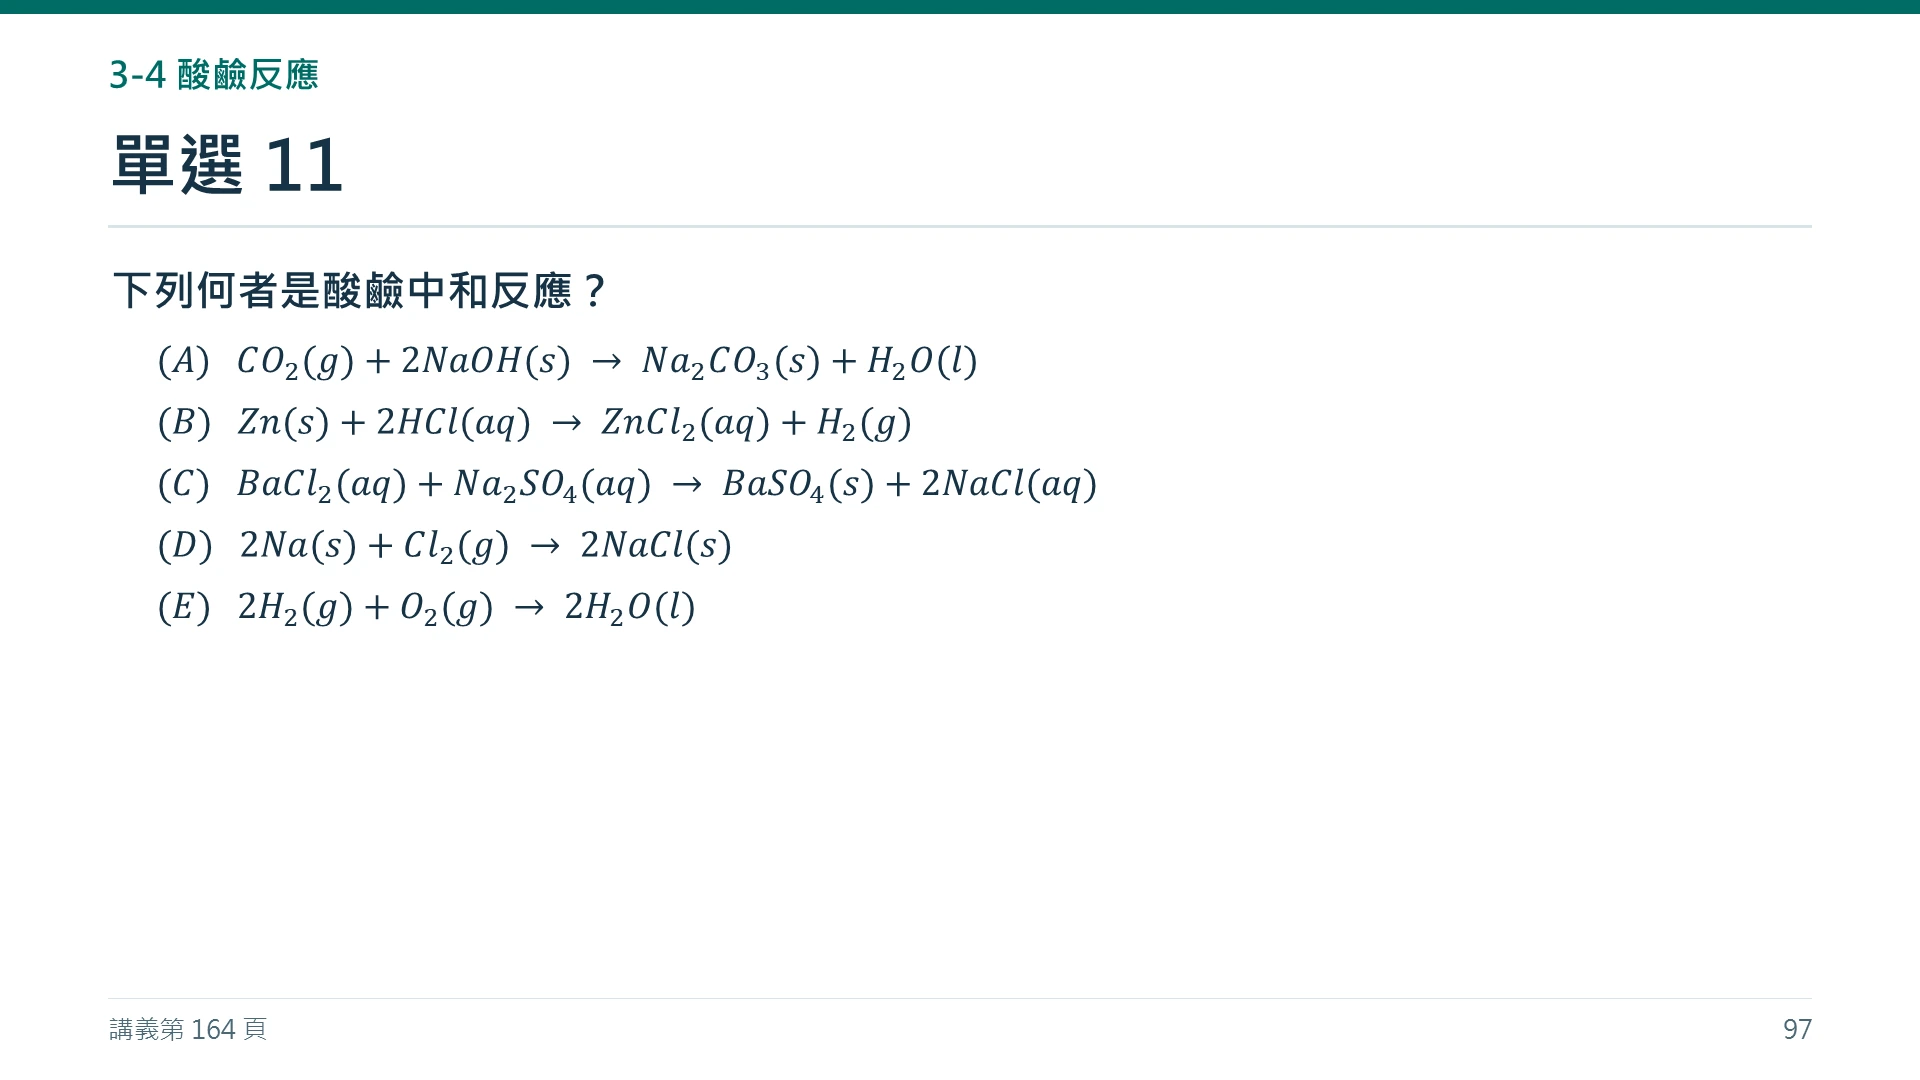 3-4 酸鹼反應
單選 11
下列何者是酸鹼中和反應？
(A) CO₂(g) + 2NaOH(s) → Na₂CO₃(s) + H₂O(l)
(B) Zn(s) + 2HCl(aq) → ZnCl₂(aq) + H₂(g)
(C) BaCl₂(aq) + Na₂SO₄(aq) → BaSO₄(s) + 2NaCl(aq)
(D) 2Na(s) + Cl₂(g) → 2NaCl(s)
(E) 2H₂(g) + O₂(g) → 2H₂O(l)
講義第 164 頁
97